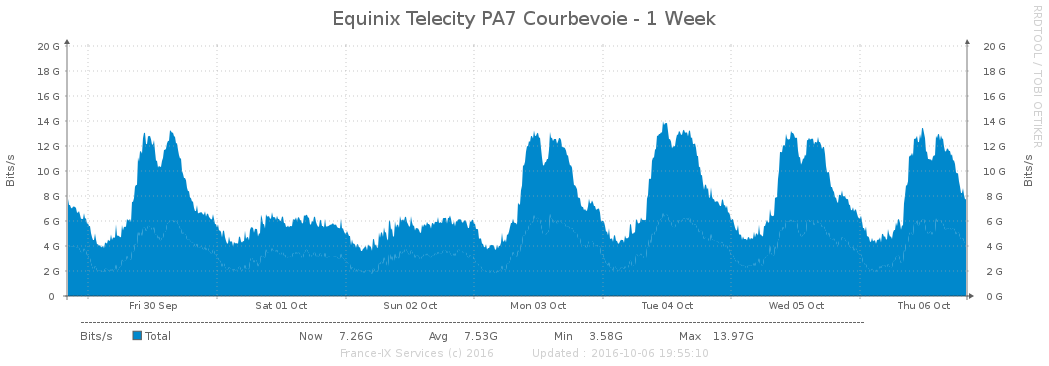 Equinix Telecity PA7 Courbevoie - 1 Week
RRDTOOL / TOBI OETIKER
Bits/s
20 G
18 G
16 G
14 G
12 G
10 G
8 G
6 G
4 G
2 G
0
20 G
18 G
16 G
14 G
12 G
10 G
8 G
6 G
4 G
2 G
0 G
Bits/s
Fri 30 Sep Sat 01 Oct Sun 02 Oct Mon 03 Oct Tue 04 Oct Wed 05 Oct Thu 06 Oct
Bits/s Total Now 7.26G Avg 7.53G Min 3.58G Max 13.97G
France-IX Services (c) 2016 Updated : 2016-10-06 19:55:10